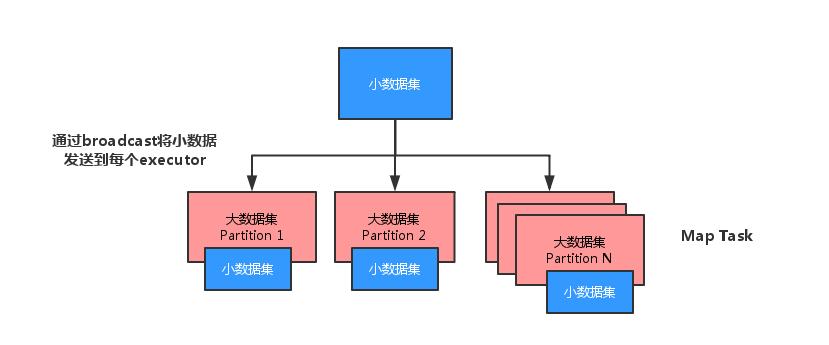 小数据集
通过broadcast将小数据
发送到每个executor
大数据集
Partition 1
小数据集
大数据集
Partition 2
小数据集
大数据集
Partition N
小数据集
Map Task